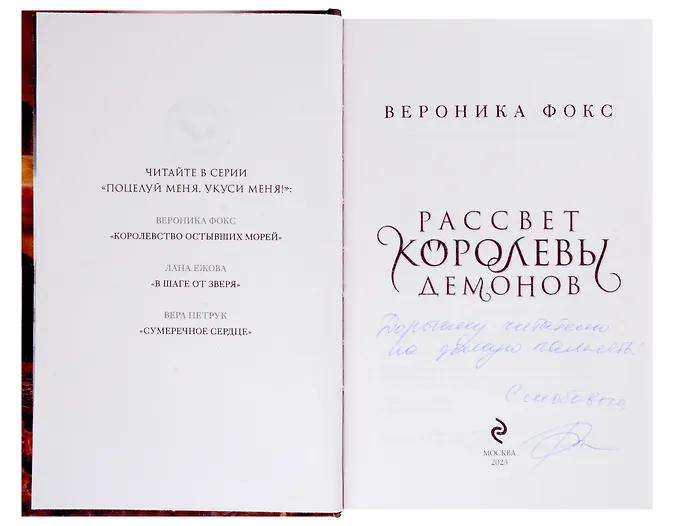 ЧИТАЙТЕ В СЕРИИ
«ПОЦЕЛУЙ МЕНЯ, УКУСИ МЕНЯ!»:
ВЕРОНИКА ФОКС
«КОРОЛЕВСТВО ОСТЫВШИХ МОРЕЙ»
ЛАНА ЕЖОВА
«В ШАГЕ ОТ ЗВЕРЯ»
ВЕРА ПЕТРУК
«СУМЕРЕЧНОЕ СЕРДЦЕ»
ВЕРОНИКА ФОКС
РАССВЕТ
КОРОЛЕВЫ
ДЕМОНОВ
Дорогому читателю
на долгую память!
С любовью,
МОСКВА
2023